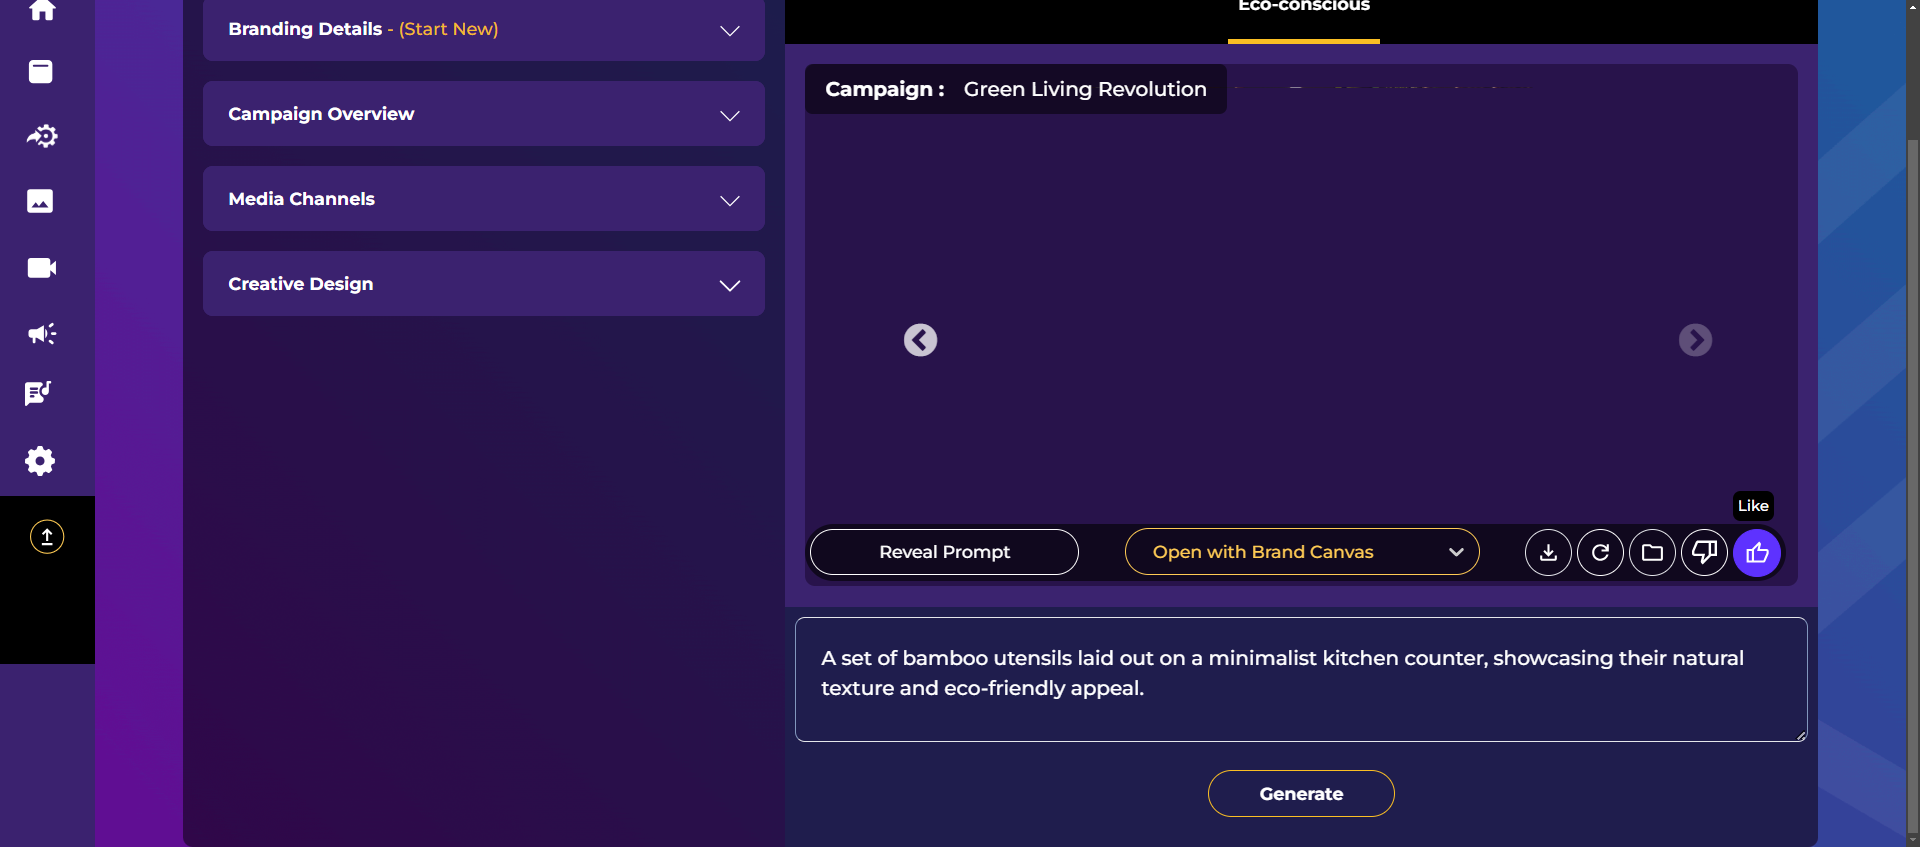 Branding Details - (Start New)
Campaign Overview
Media Channels
Creative Design
Eco-conscious
Campaign : Green Living Revolution
Like
Reveal Prompt
Open with Brand Canvas
A set of bamboo utensils laid out on a minimalist kitchen counter, showcasing their natural
texture and eco-friendly appeal.
Generate